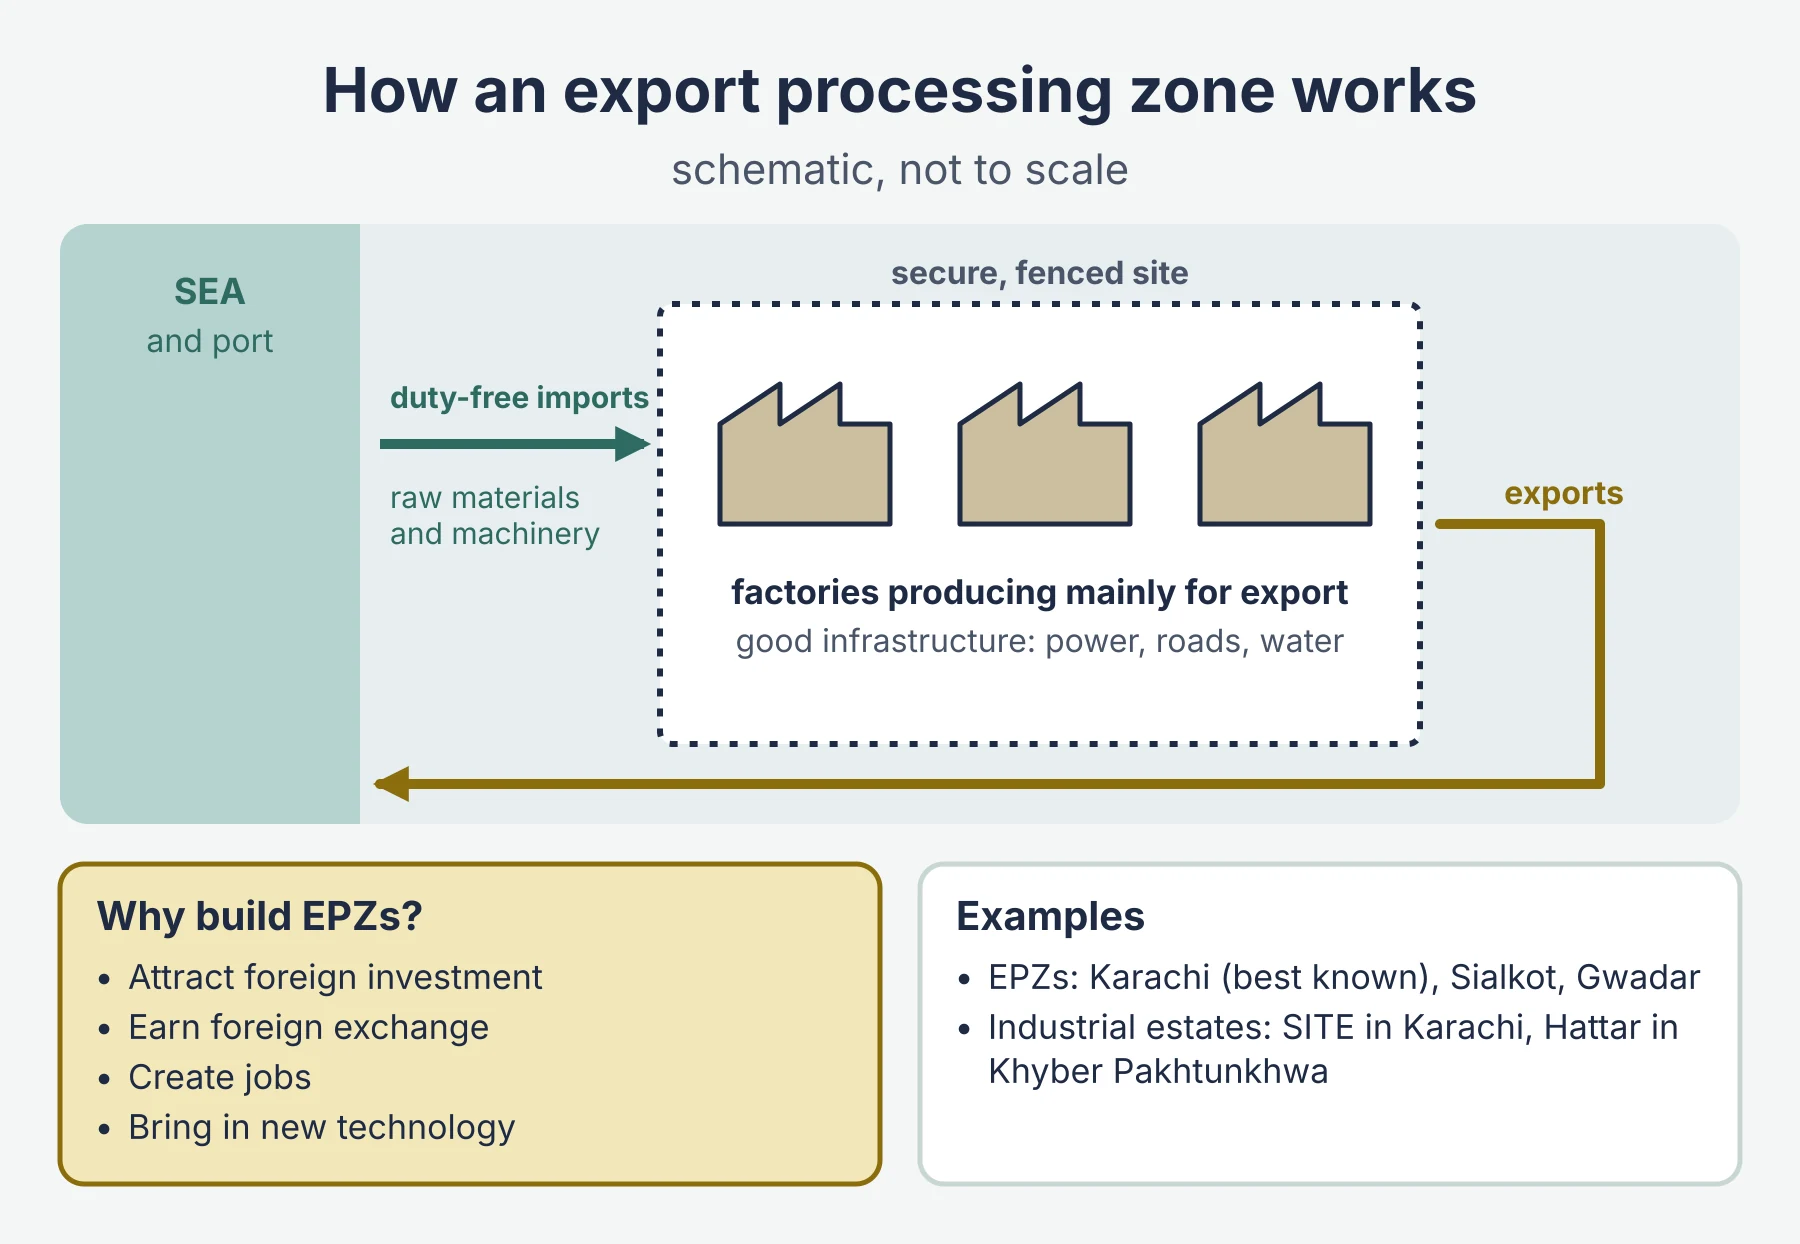 How an export processing zone works
schematic, not to scale
SEA
and port
secure, fenced site
duty-free imports
raw materials
and machinery
exports
factories producing mainly for export
good infrastructure: power, roads, water
Why build EPZs?
• Attract foreign investment
• Earn foreign exchange
• Create jobs
• Bring in new technology
Examples
• EPZs: Karachi (best known), Sialkot, Gwadar
• Industrial estates: SITE in Karachi, Hattar in
Khyber Pakhtunkhwa